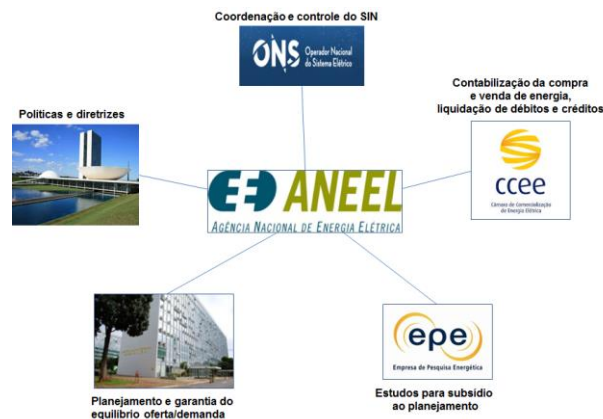 Coordenação e controle do SIN
ONS
Operador Nacional
do Sistema Elétrico
Contabilização da compra
e venda de energia,
liquidação de débitos e créditos
Políticas e diretrizes
ccee
Câmara de Comercialização
de Energia Elétrica
ANEEL
AGÊNCIA NACIONAL DE ENERGIA ELÉTRICA
epe
Empresa de Pesquisa Energética
Planejamento e garantia do
equilíbrio oferta/demanda
Estudos para subsidio
ao planejamento